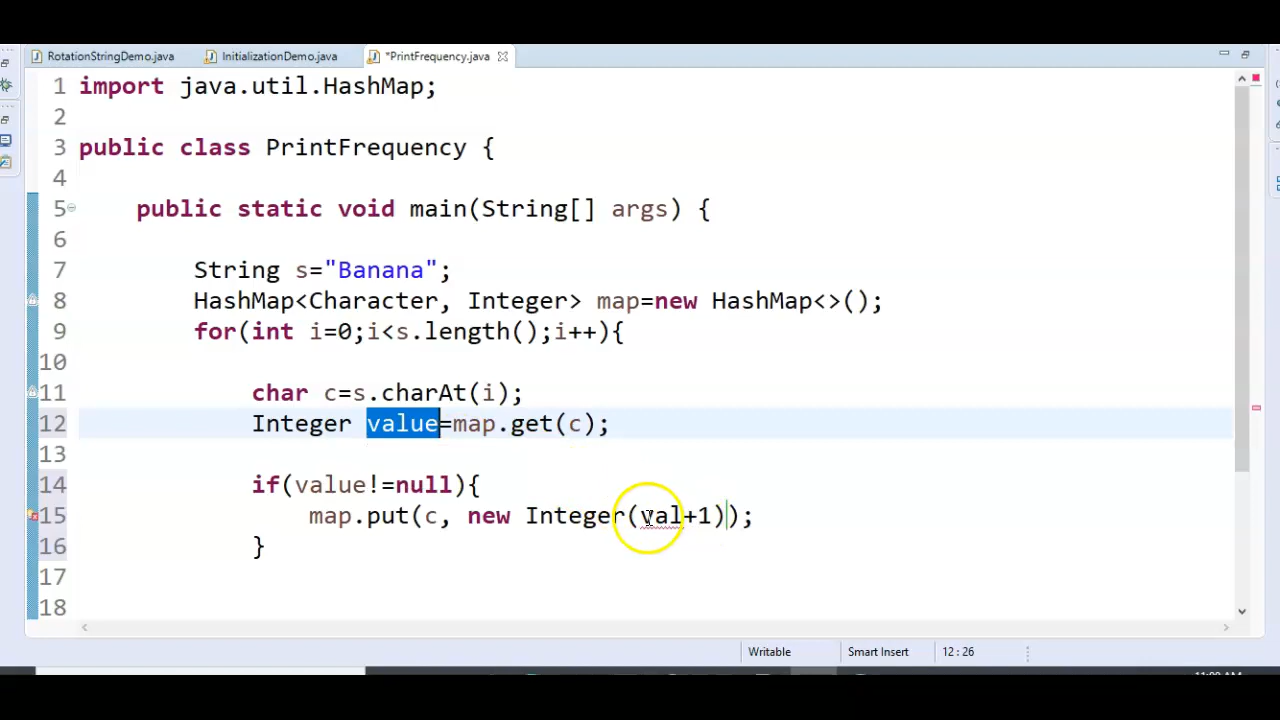 RotationStringDemo.java InitializationDemo.java *PrintFrequency.java
1 import java.util.HashMap;
2
3 public class PrintFrequency {
4
5 public static void main(String[] args) {
6
7 String s="Banana";
8 HashMap<Character, Integer> map=new HashMap<>();
9 for(int i=0;i<s.length();i++){
10
11 char c=s.charAt(i);
12 Integer value=map.get(c);
13
14 if(value!=null){
15 map.put(c, new Integer(val+1));
16 }
17
18
Writable Smart Insert 12 : 26